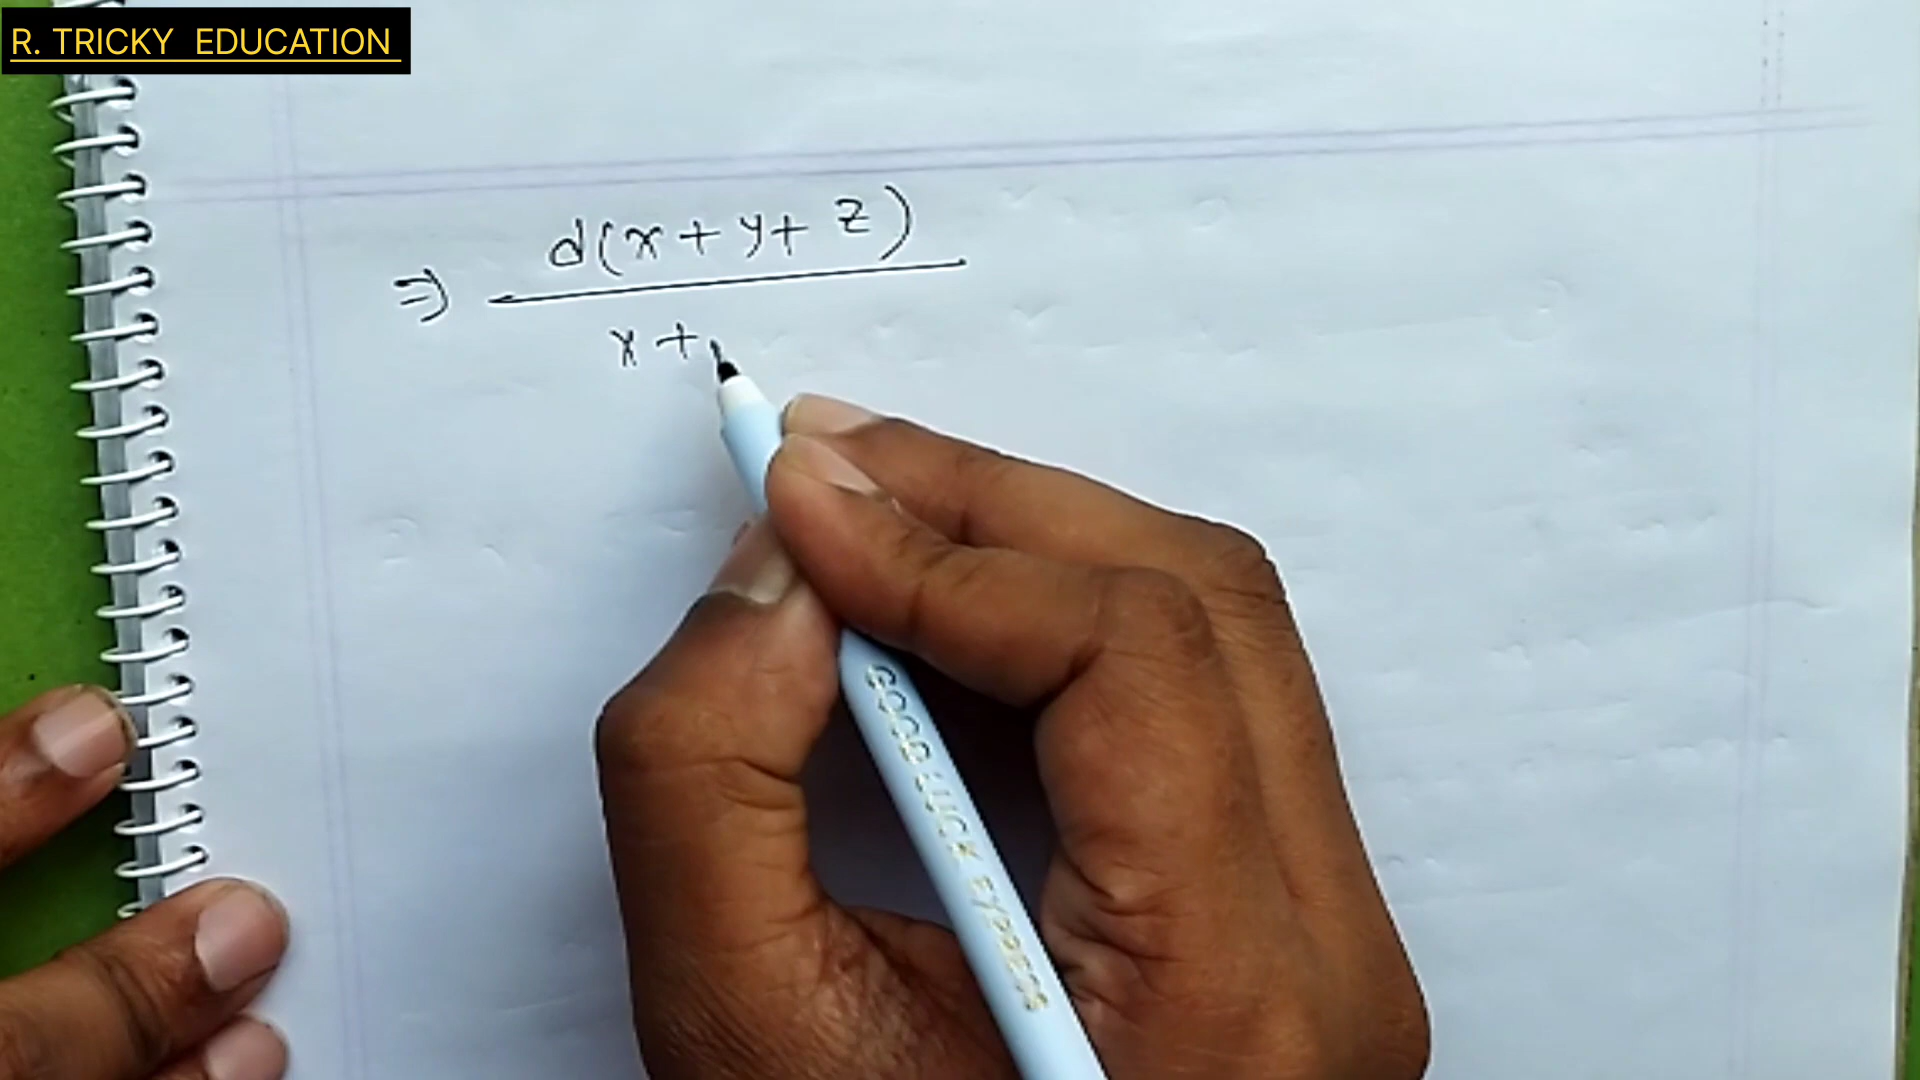 R. TRICKY EDUCATION
⇒ d(x+y+z)
x+
GOOD LUCK EXPRESS